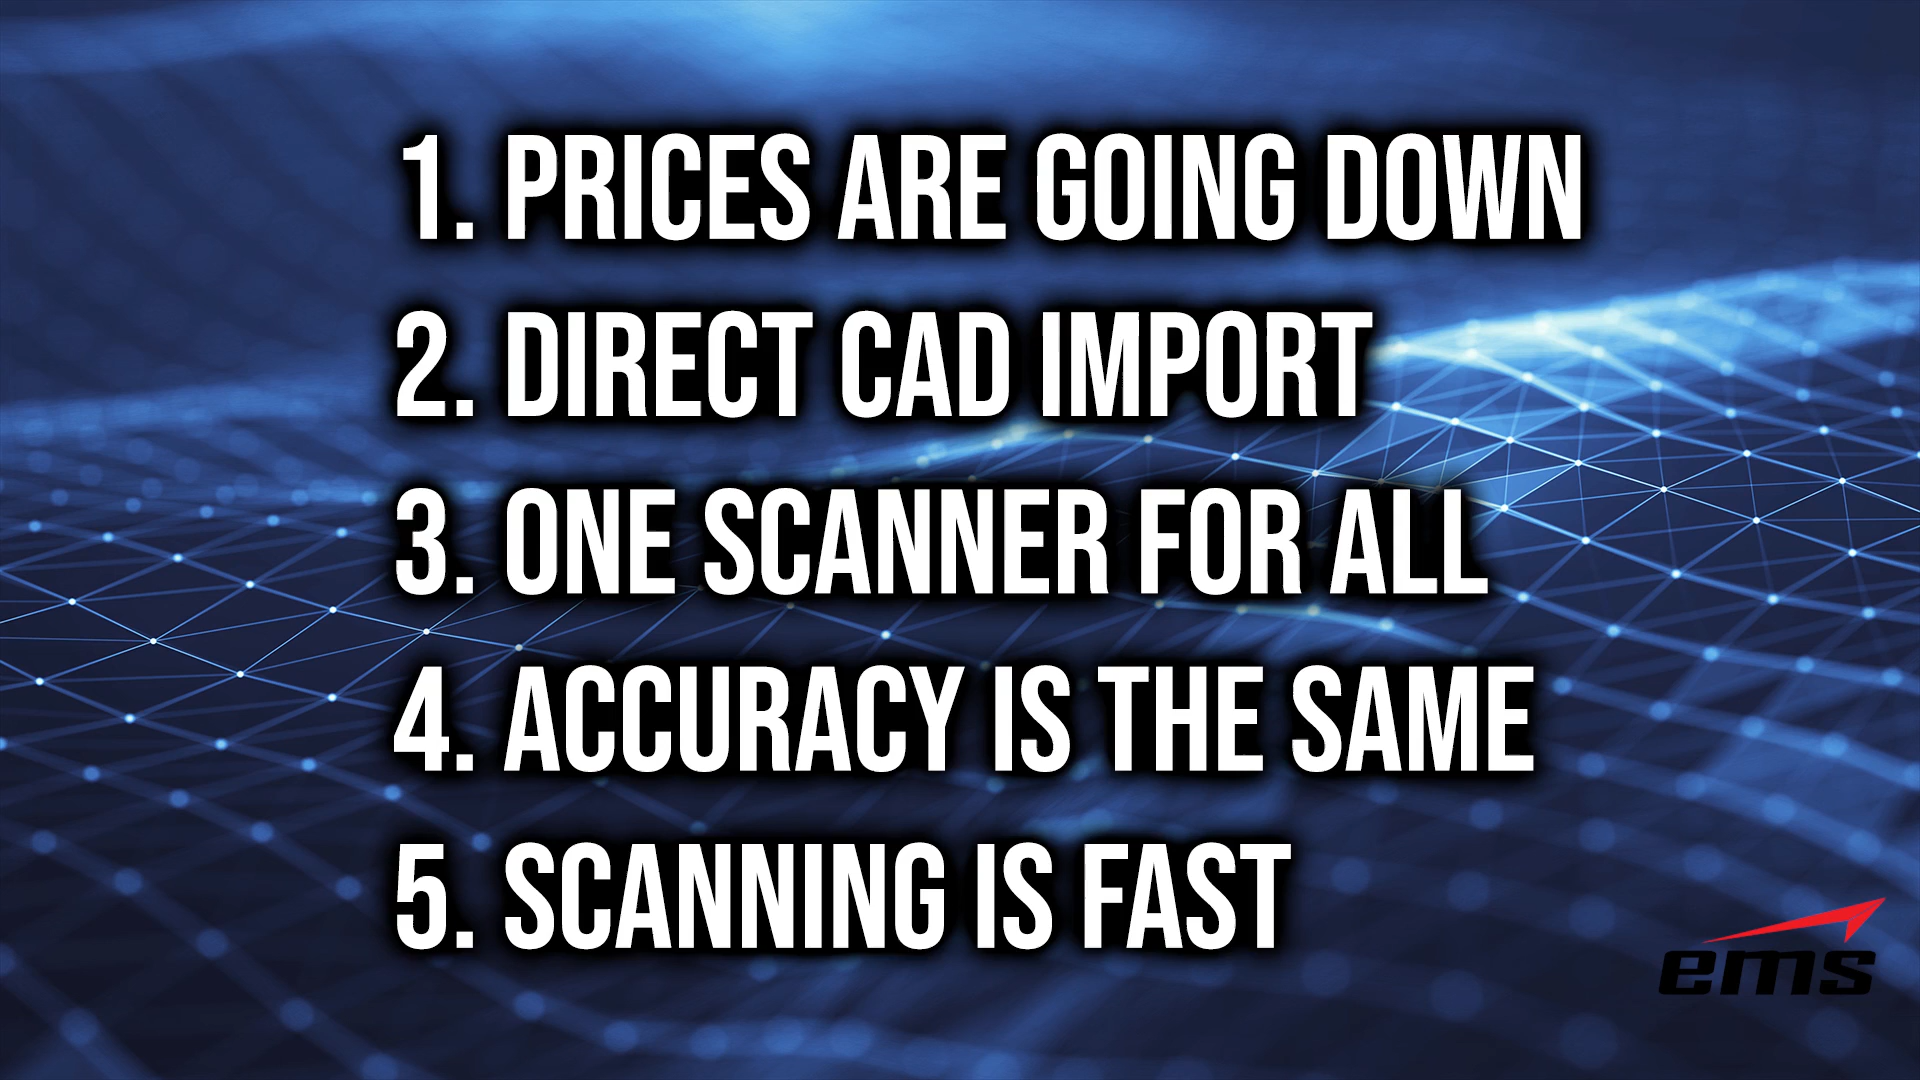 1. PRICES ARE GOING DOWN
2. DIRECT CAD IMPORT
3. ONE SCANNER FOR ALL
4. ACCURACY IS THE SAME
5. SCANNING IS FAST
ems